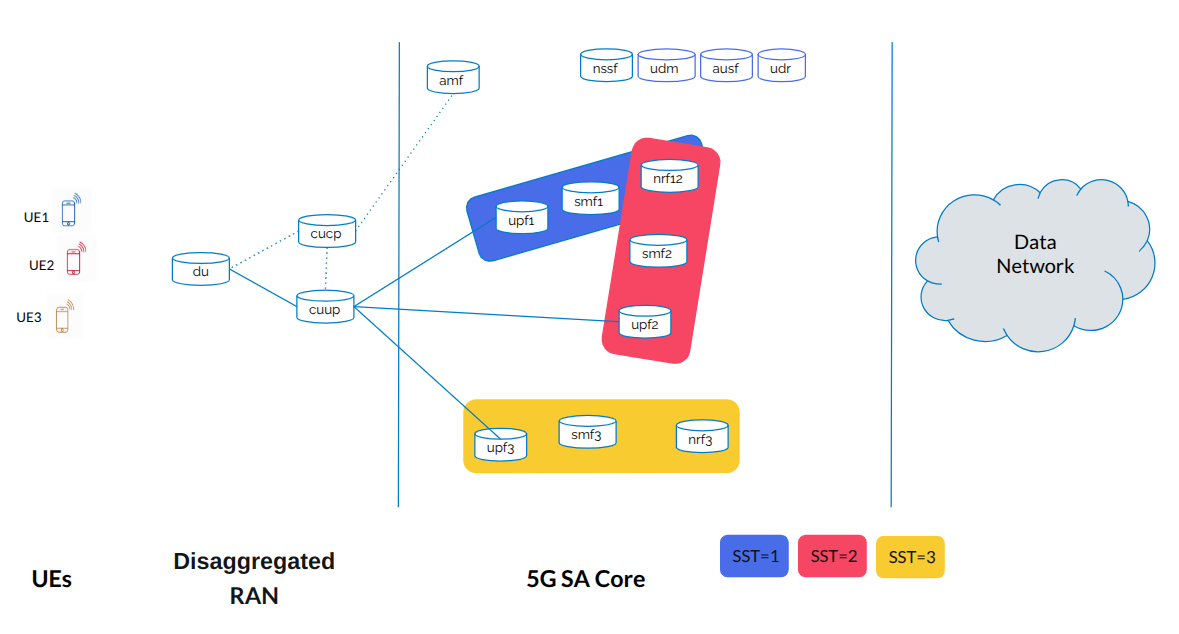 nssf
udm
ausf
udr
amf
nrf12
smf1
upf1
UE1
cucp
smf2
Data
Network
UE2
du
cuup
UE3
upf2
smf3
nrf3
upf3
SST=1
SST=2
SST=3
Disaggregated
RAN
UEs
5G SA Core